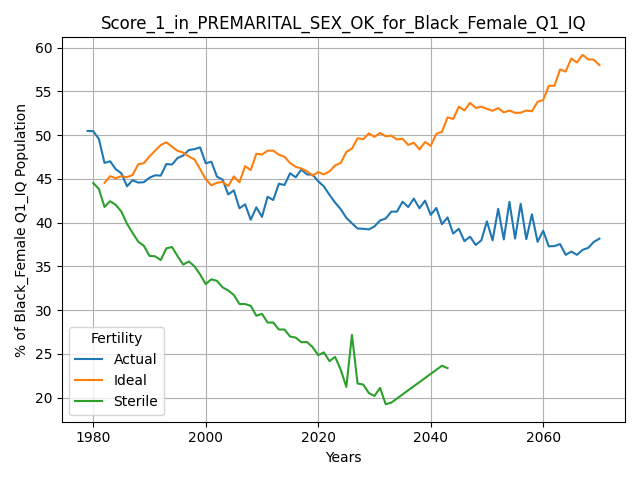 Score_1_in_PREMARITAL_SEX_OK_for_Black_Female_Q1_IQ
% of Black_Female Q1_IQ Population
60
55
50
45
40
35
30
25
20
Fertility
Actual
Ideal
Sterile
1980 2000 2020 2040 2060
Years